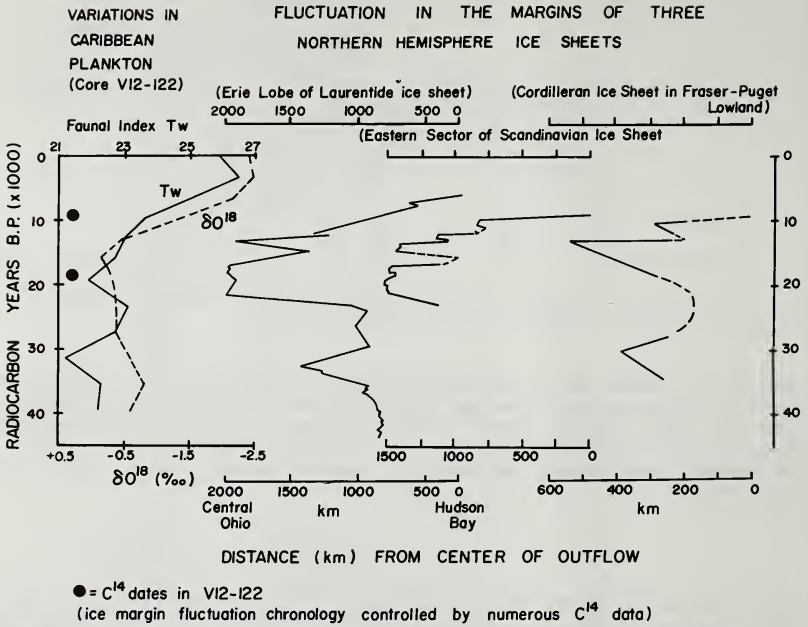 VARIATIONS IN
CARIBBEAN
PLANKTON
(Core V12-122)
FLUCTUATION IN THE MARGINS OF THREE
NORTHERN HEMISPHERE ICE SHEETS
(Erie Lobe of Laurentide ice sheet)
2000 1500 1000 500 0
(Cordilleran Ice Sheet in Fraser-Puget
Lowland)
(Eastern Sector of Scandinavian Ice Sheet
Faunal Index Tw
21 23 25 27
RADIOCARBON YEARS B.P. (x1000)
0
10
20
30
40
Tw
δO18
0
10
20
30
40
+0.5 -0.5 -1.5 -2.5
δO18 (‰)
1500 1000 500 0
2000 1500 1000 500 0
Central
Ohio
km
Hudson
Bay
600 400 200 0
km
DISTANCE (km) FROM CENTER OF OUTFLOW
● = C14 dates in V12-122
(ice margin fluctuation chronology controlled by numerous C14 data)